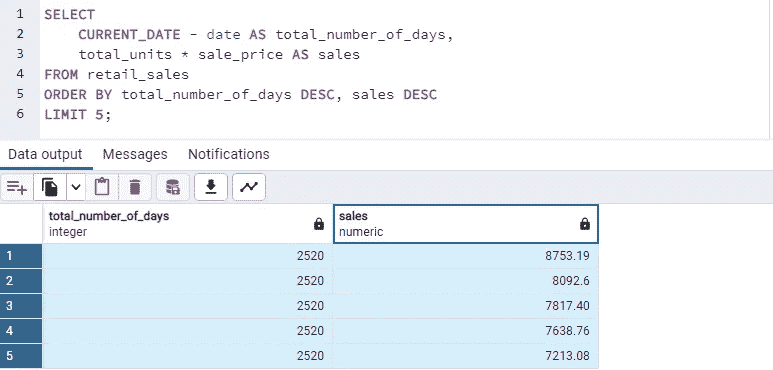 1 SELECT
2 CURRENT_DATE - date AS total_number_of_days,
3 total_units * sale_price AS sales
4 FROM retail_sales
5 ORDER BY total_number_of_days DESC, sales DESC
6 LIMIT 5;
Data output Messages Notifications
total_number_of_days sales
integer numeric
1 2520 8753.19
2 2520 8092.6
3 2520 7817.40
4 2520 7638.76
5 2520 7213.08